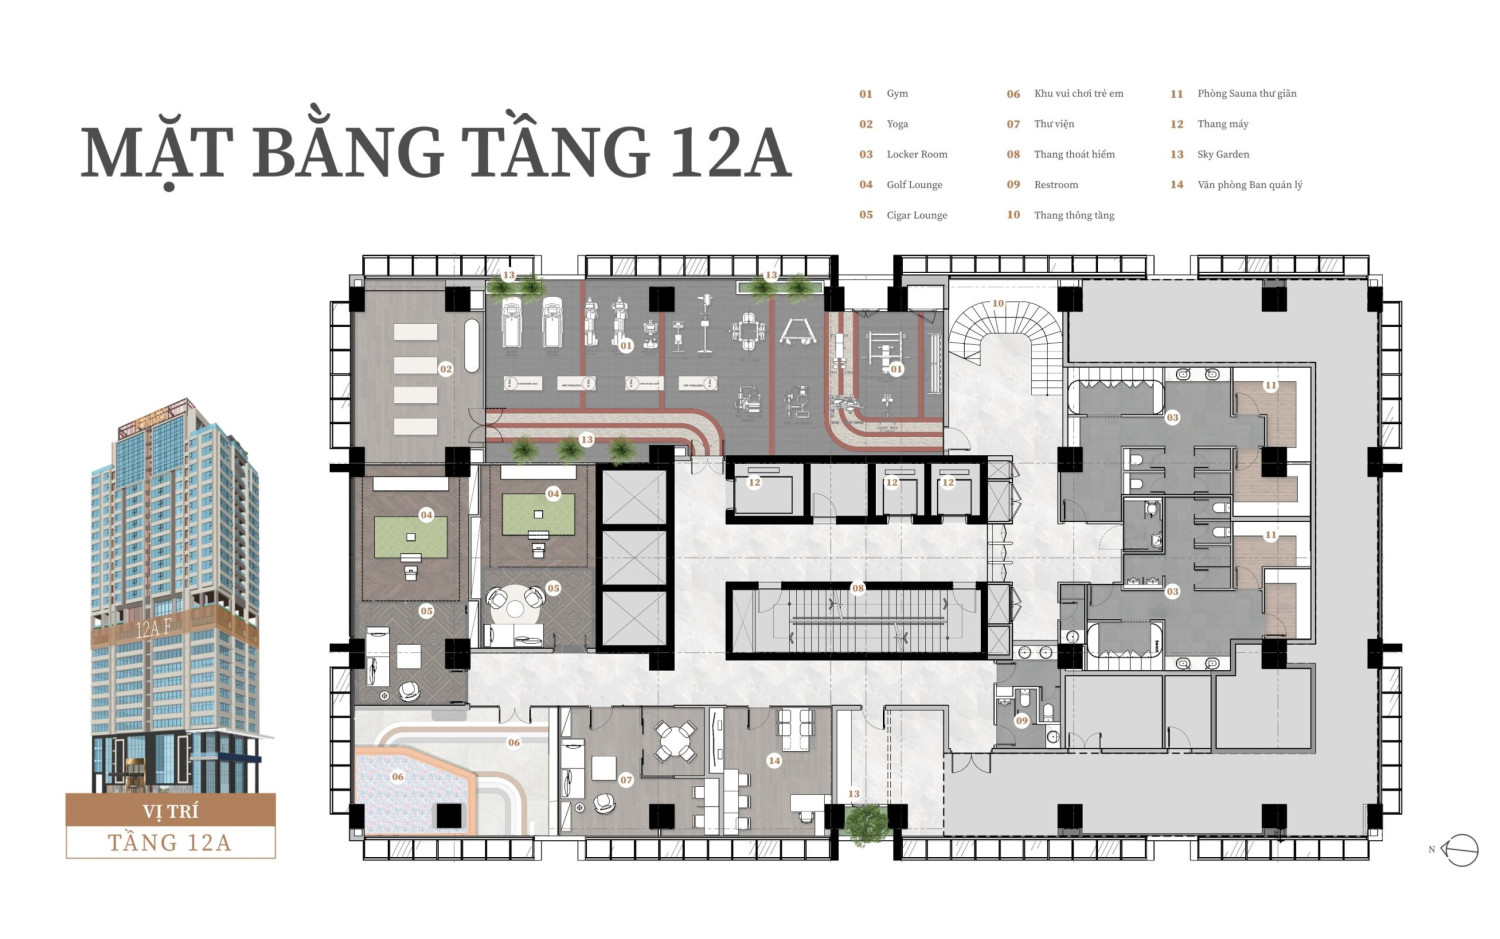 MẶT BẰNG TẦNG 12A
01 Gym
02 Yoga
03 Locker Room
04 Golf Lounge
05 Cigar Lounge
06 Khu vui chơi trẻ em
07 Thư viện
08 Thang thoát hiểm
09 Restroom
10 Thang thông tầng
11 Phòng Sauna thư giãn
12 Thang máy
13 Sky Garden
14 Văn phòng Ban quản lý
13
13
10
01
02
01
11
03
13
04
04
12
12
12
11
05
05
08
03
06
09
06
07
14
13
12A F
VỊ TRÍ
TẦNG 12A
N